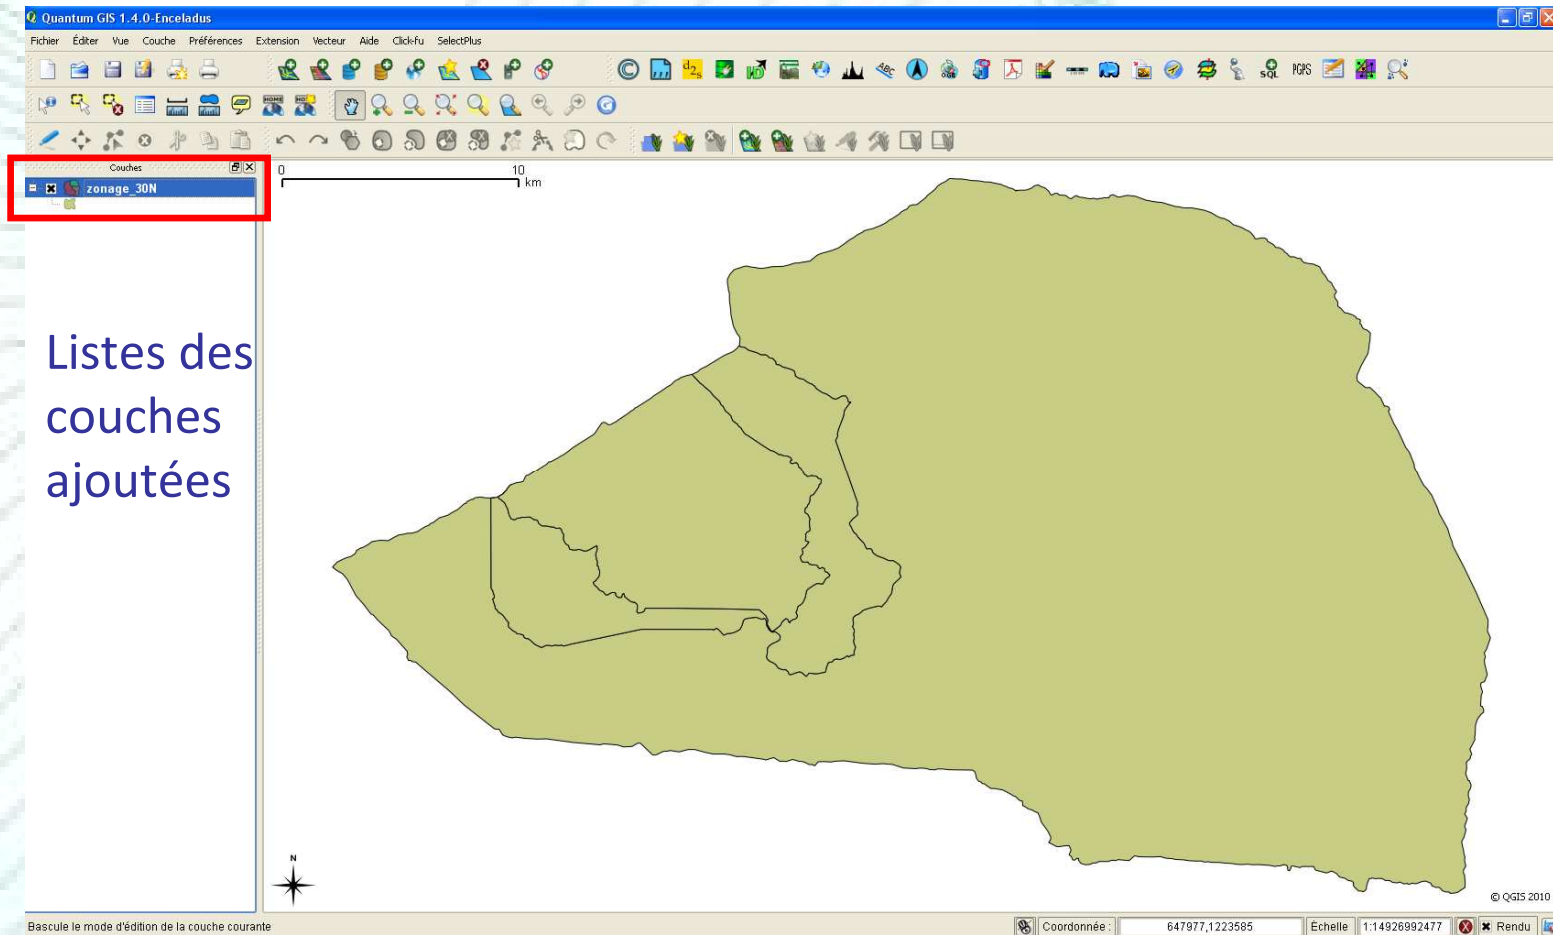 Quantum GIS 1.4.0-Enceladus
Fichier Éditer Vue Couche Préférences Extension Vecteur Aide Click-fu SelectPlus
Couches
zonage_30N
0 10
km
Listes des
couches
ajoutées
N
© QGIS 2010
Bascule le mode d'édition de la couche courante
Coordonnée : 647977,1223585 Échelle 1:14926992477 Rendu